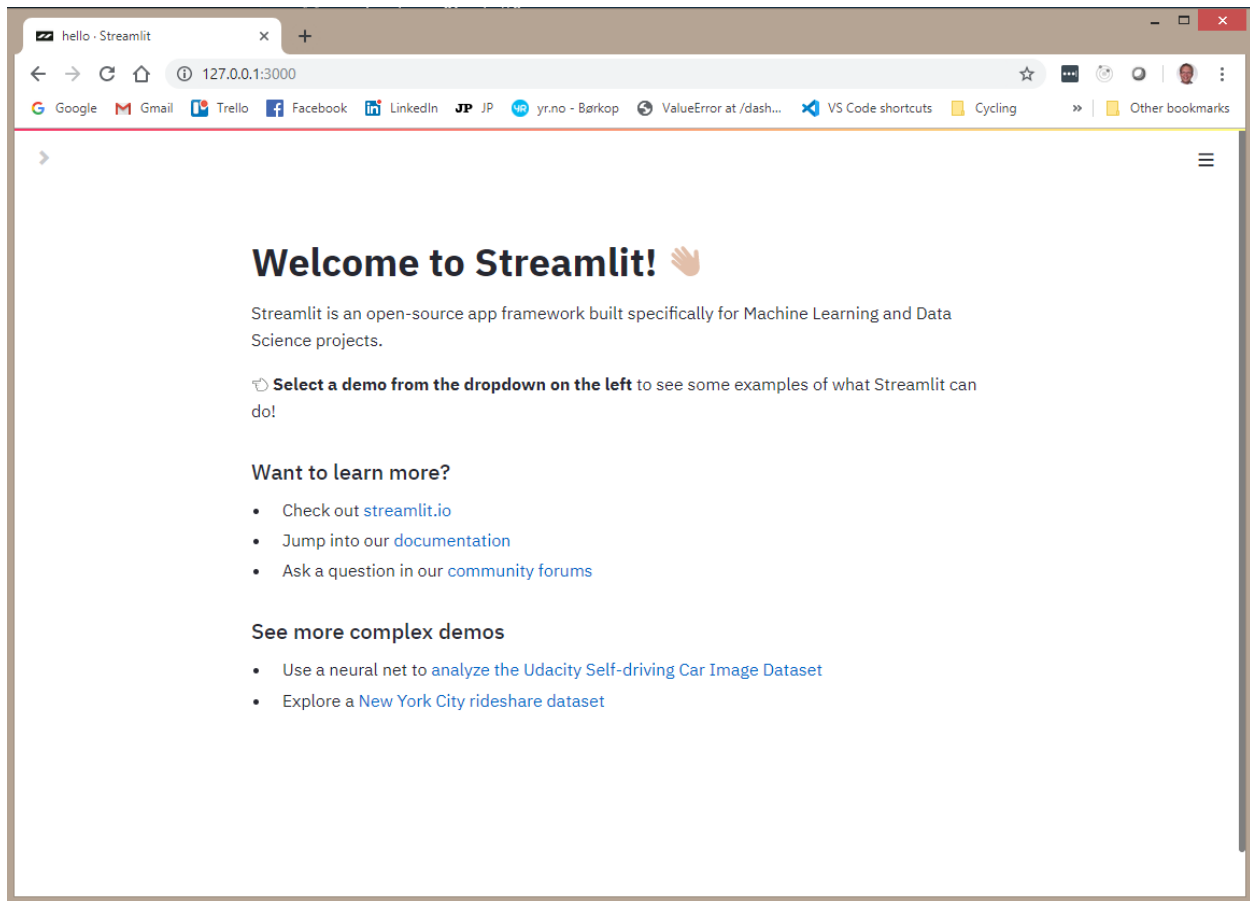 hello · Streamlit
127.0.0.1:3000
Google Gmail Trello Facebook LinkedIn JP JP yr.no - Børkop ValueError at /dash... VS Code shortcuts Cycling » Other bookmarks
Welcome to Streamlit! 👋
Streamlit is an open-source app framework built specifically for Machine Learning and Data
Science projects.
👈 Select a demo from the dropdown on the left to see some examples of what Streamlit can
do!
Want to learn more?
• Check out streamlit.io
• Jump into our documentation
• Ask a question in our community forums
See more complex demos
• Use a neural net to analyze the Udacity Self-driving Car Image Dataset
• Explore a New York City rideshare dataset